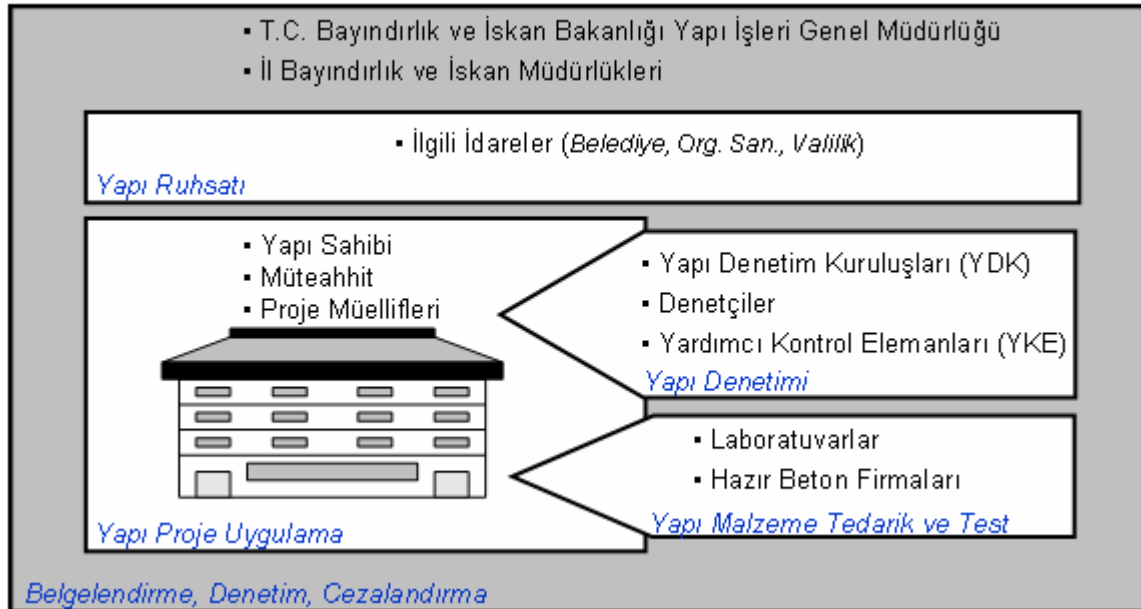 ▪ T.C. Bayındırlık ve İskan Bakanlığı Yapı İşleri Genel Müdürlüğü
▪ İl Bayındırlık ve İskan Müdürlükleri
▪ İlgili İdareler (Belediye, Org. San., Valilik)
Yapı Ruhsatı
▪ Yapı Sahibi
▪ Müteahhit
▪ Proje Müellifleri
Yapı Proje Uygulama
▪ Yapı Denetim Kuruluşları (YDK)
▪ Denetçiler
▪ Yardımcı Kontrol Elemanları (YKE)
Yapı Denetimi
▪ Laboratuvarlar
▪ Hazır Beton Firmaları
Yapı Malzeme Tedarik ve Test
Belgelendirme, Denetim, Cezalandırma